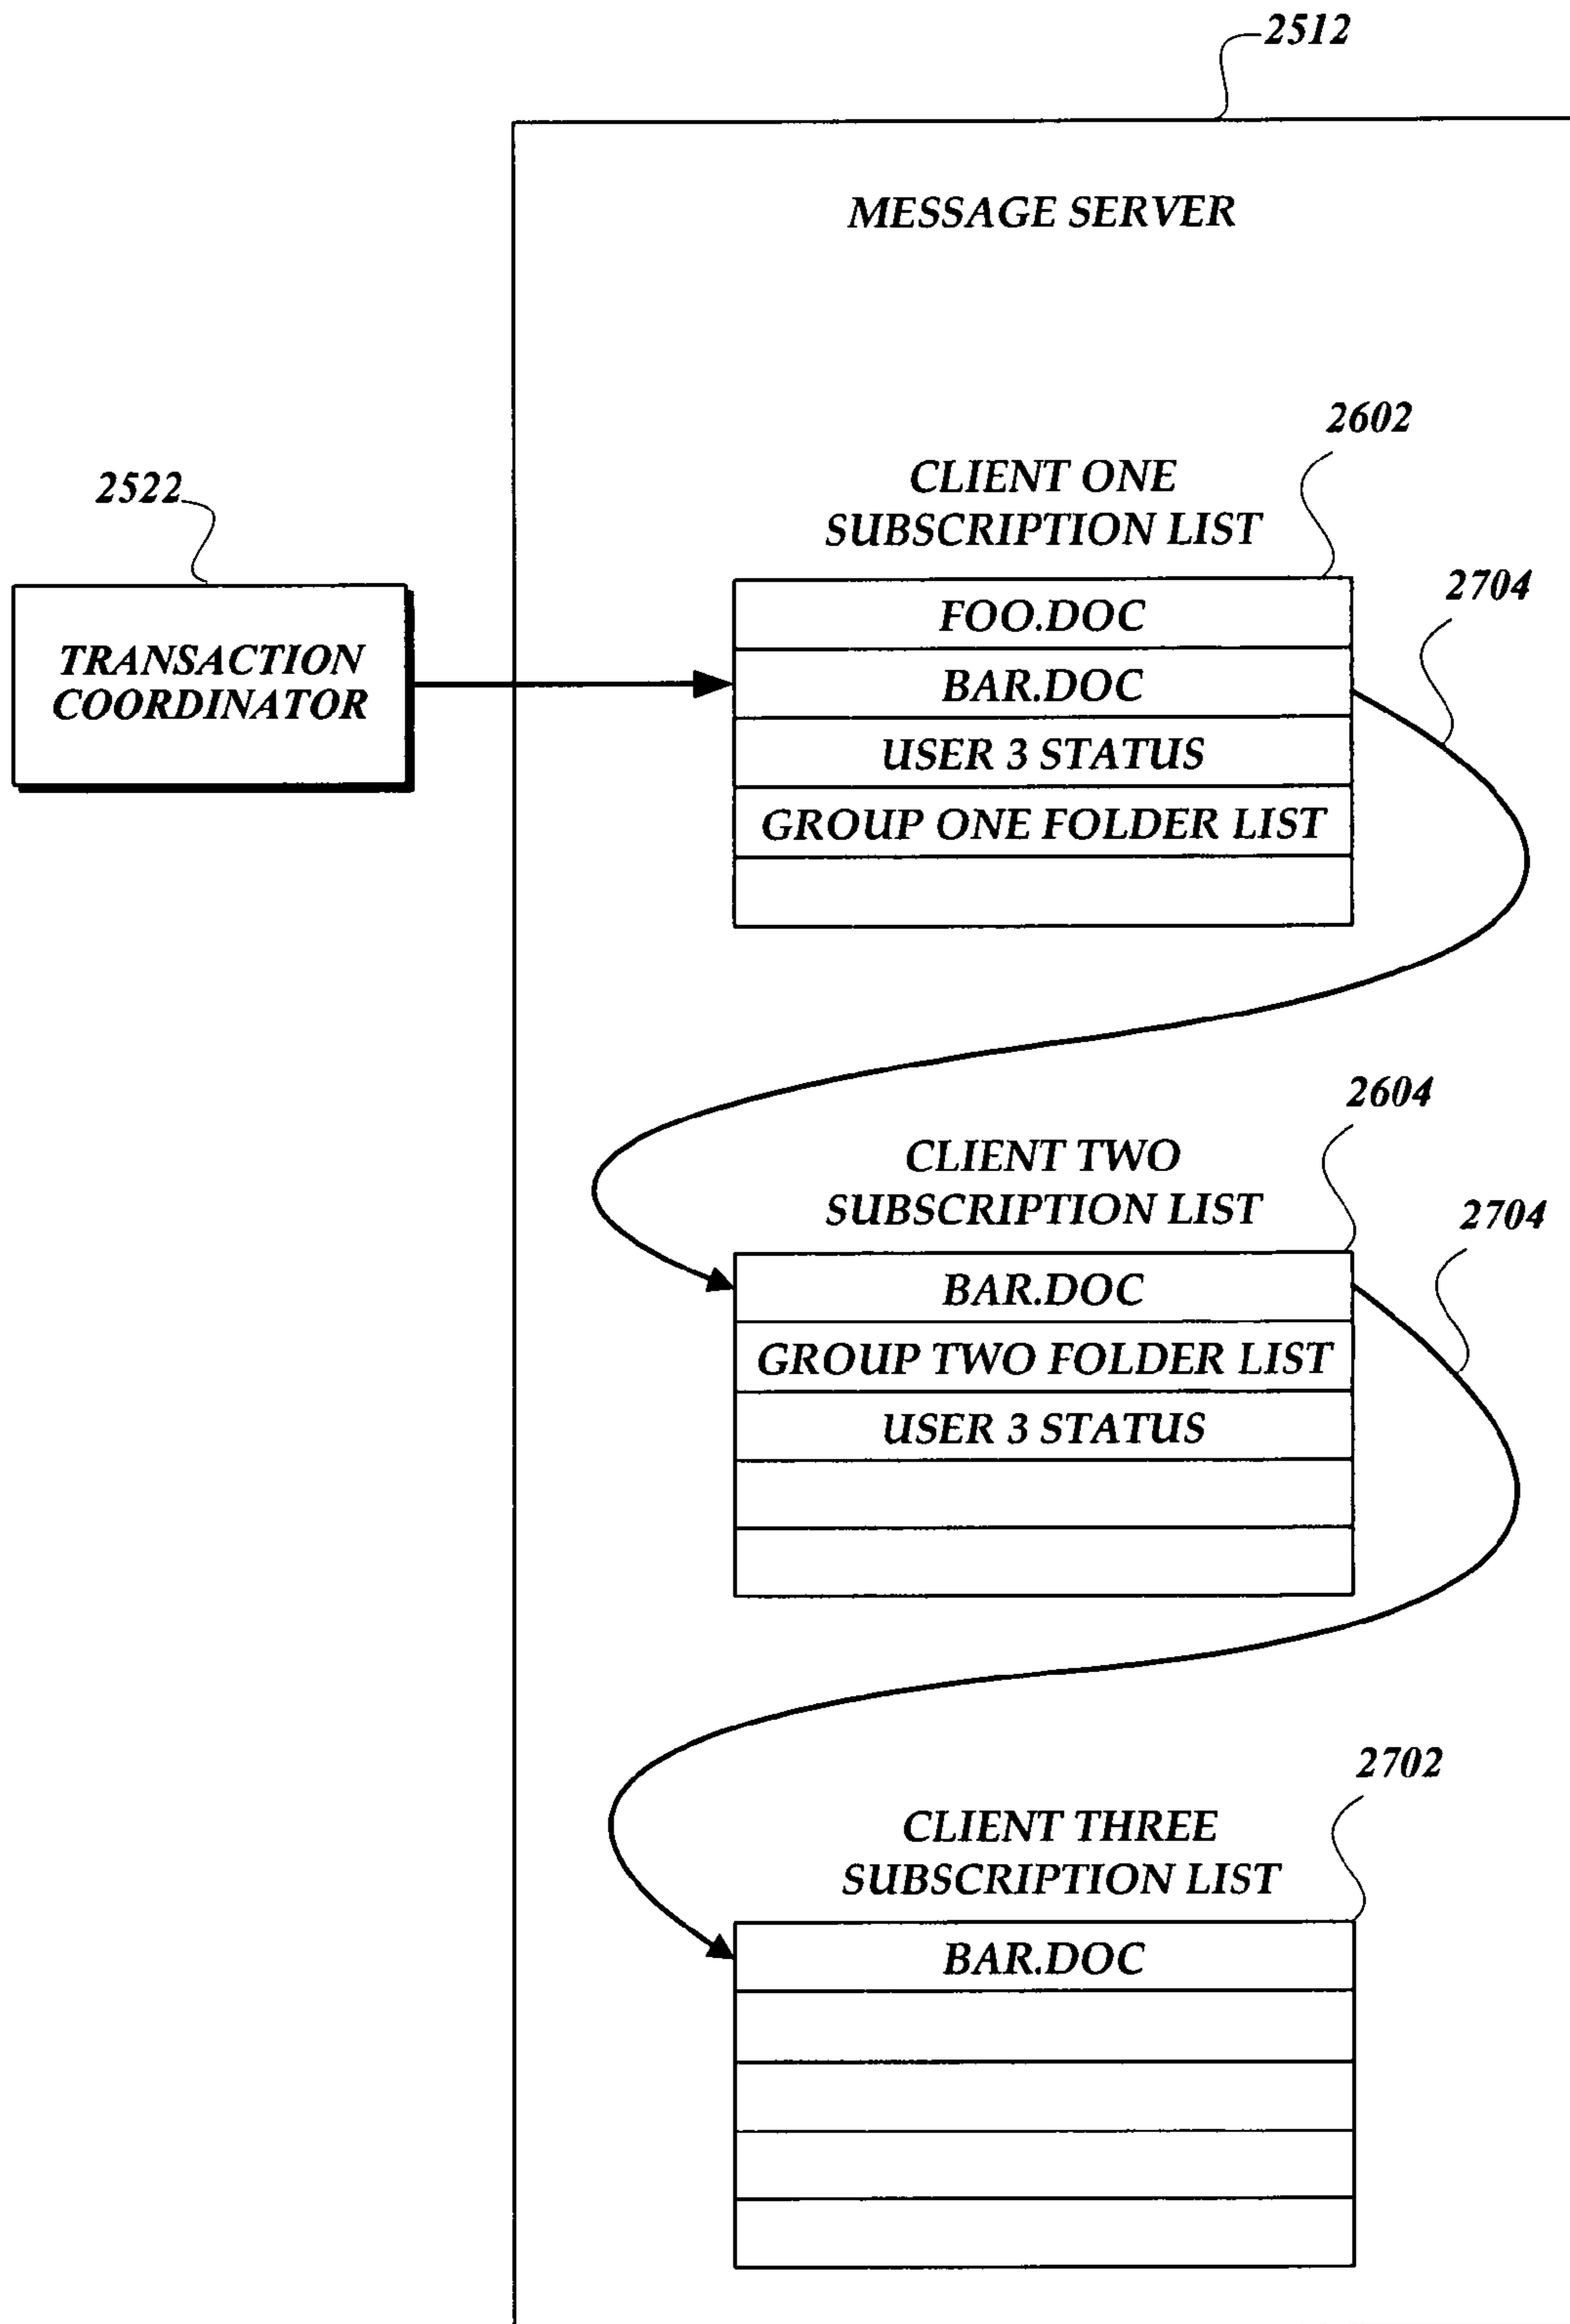 2512
MESSAGE SERVER
2602
CLIENT ONE
SUBSCRIPTION LIST
2522
2704
FOO.DOC
TRANSACTION
COORDINATOR
BAR.DOC
USER 3 STATUS
GROUP ONE FOLDER LIST
2604
CLIENT TWO
SUBSCRIPTION LIST
2704
BAR.DOC
GROUP TWO FOLDER LIST
USER 3 STATUS
2702
CLIENT THREE
SUBSCRIPTION LIST
BAR.DOC